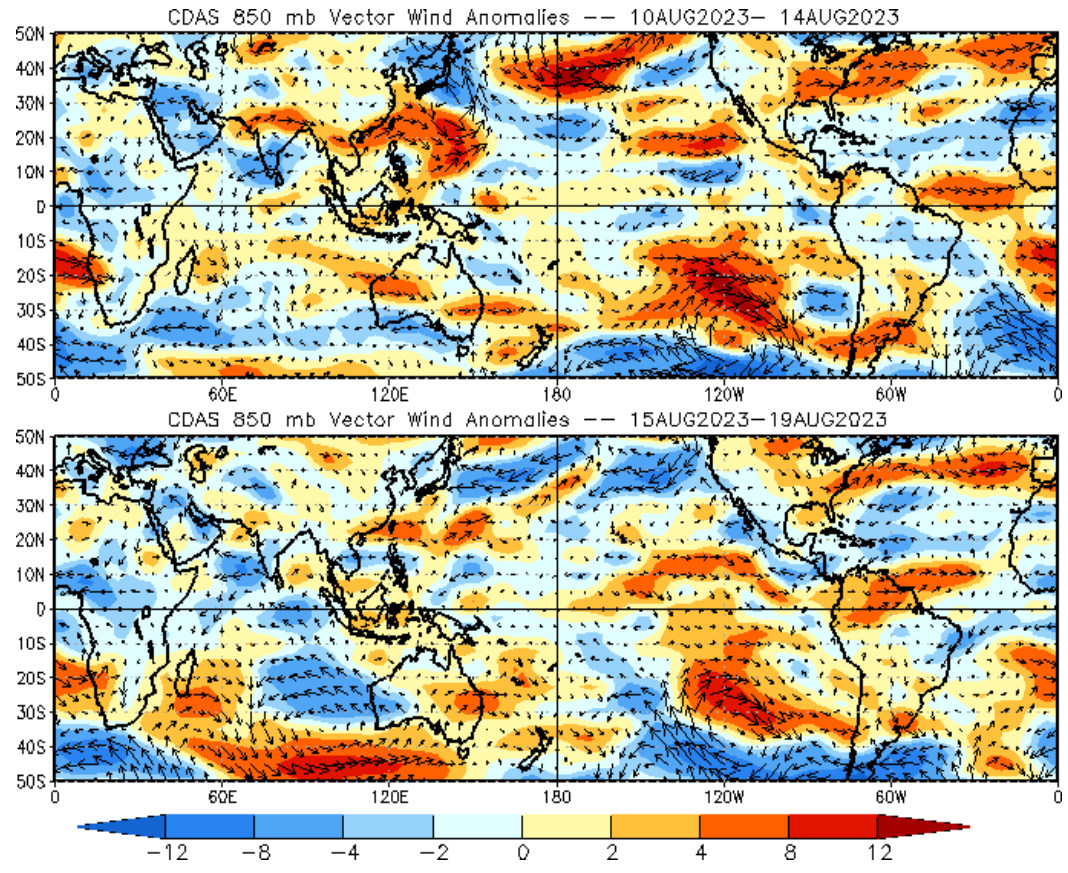 CDAS 850 mb Vector Wind Anomalies -- 10AUG2023- 14AUG2023
50N
40N
30N
20N
10N
0
10S
20S
30S
40S
50S
0 60E 120E 180 120W 60W 0
CDAS 850 mb Vector Wind Anomalies -- 15AUG2023-19AUG2023
50N
40N
30N
20N
10N
0
10S
20S
30S
40S
50S
0 60E 120E 180 120W 60W 0
-12 -8 -4 -2 0 2 4 8 12